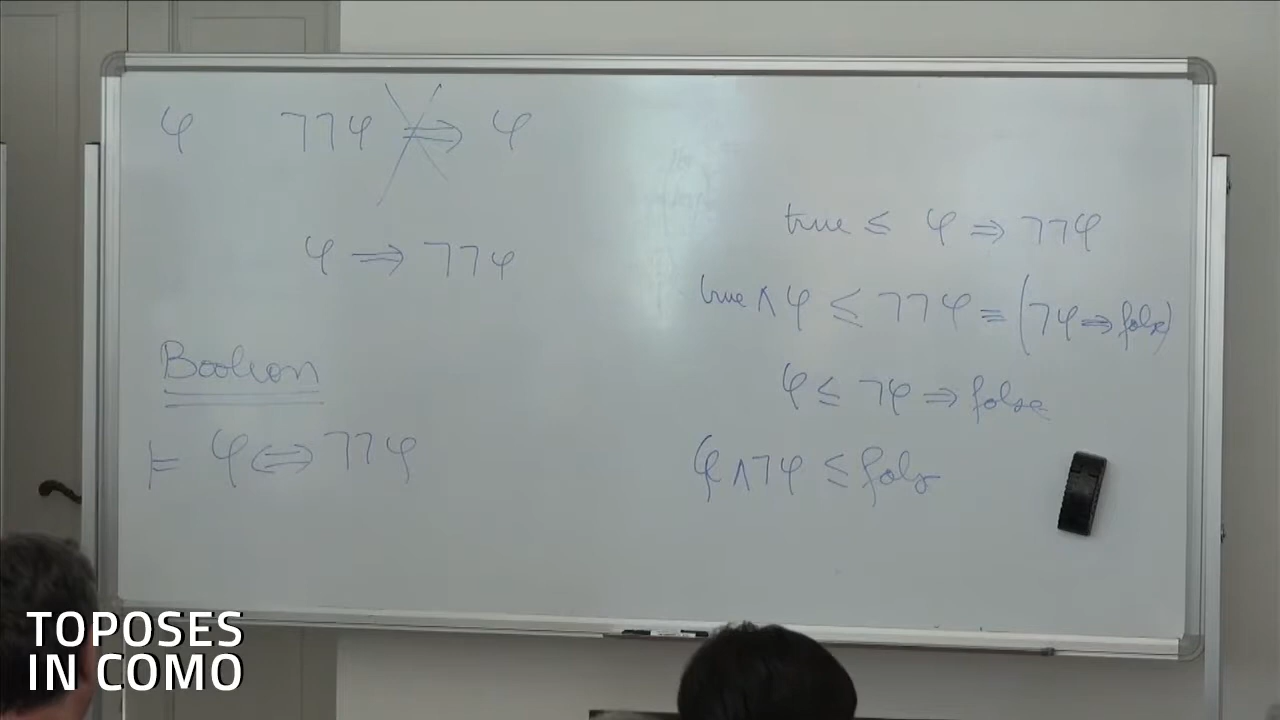 φ ¬¬φ ⇒ φ
φ ⇒ ¬¬φ
Boolean
⊨ φ ⇔ ¬¬φ
true ≤ φ ⇒ ¬¬φ
true ∧ φ ≤ ¬¬φ = (¬φ ⇒ false)
φ ≤ ¬φ ⇒ false
φ ∧ ¬φ ≤ false
TOPOSES
IN COMO